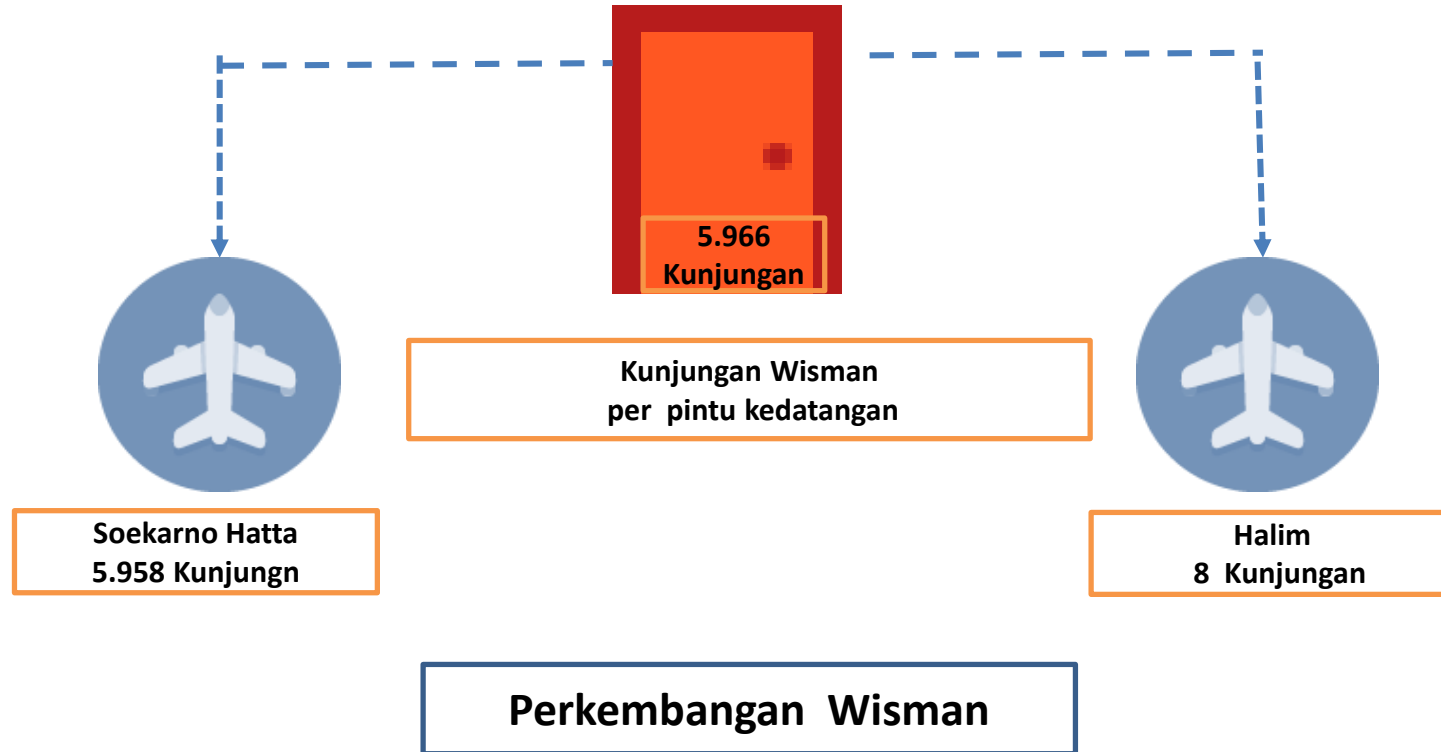 5.966
Kunjungan
Kunjungan Wisman
per pintu kedatangan
Soekarno Hatta
5.958 Kunjungn
Halim
8 Kunjungan
Perkembangan Wisman